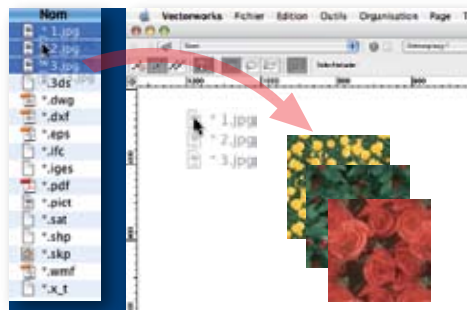 Nom
* 1.jpg
* 2.jpg
* 3.jpg
*.3ds
*.dwg
*.dxf
*.eps
*.ifc
*.iges
*.pdf
*.pict
*.sat
*.shp
*.skp
*.wmf
*.x_t
Vectorworks Fichier Edition Outils Organisation Page
* 1.jpg
* 2.jpg
* 3.jpg